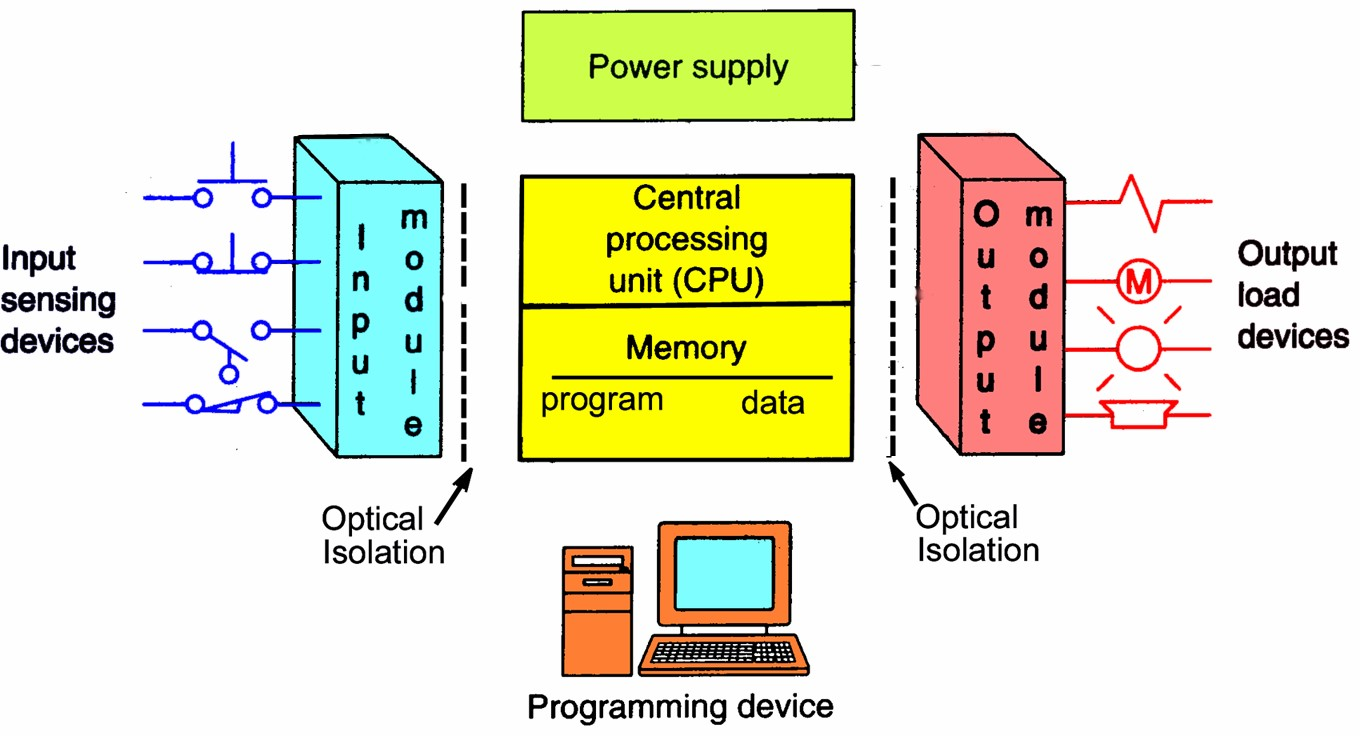 Power supply
Input
sensing
devices
Input
module
Central
processing
unit (CPU)
Memory
program data
Output
module
M
Output
load
devices
Optical
Isolation
Optical
Isolation
Programming device